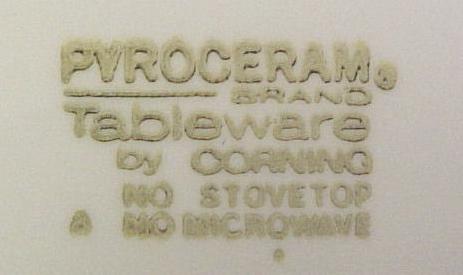 PYROCERAM®
BRAND
Tableware
by CORNING
NO STOVETOP
A NO MICROWAVE